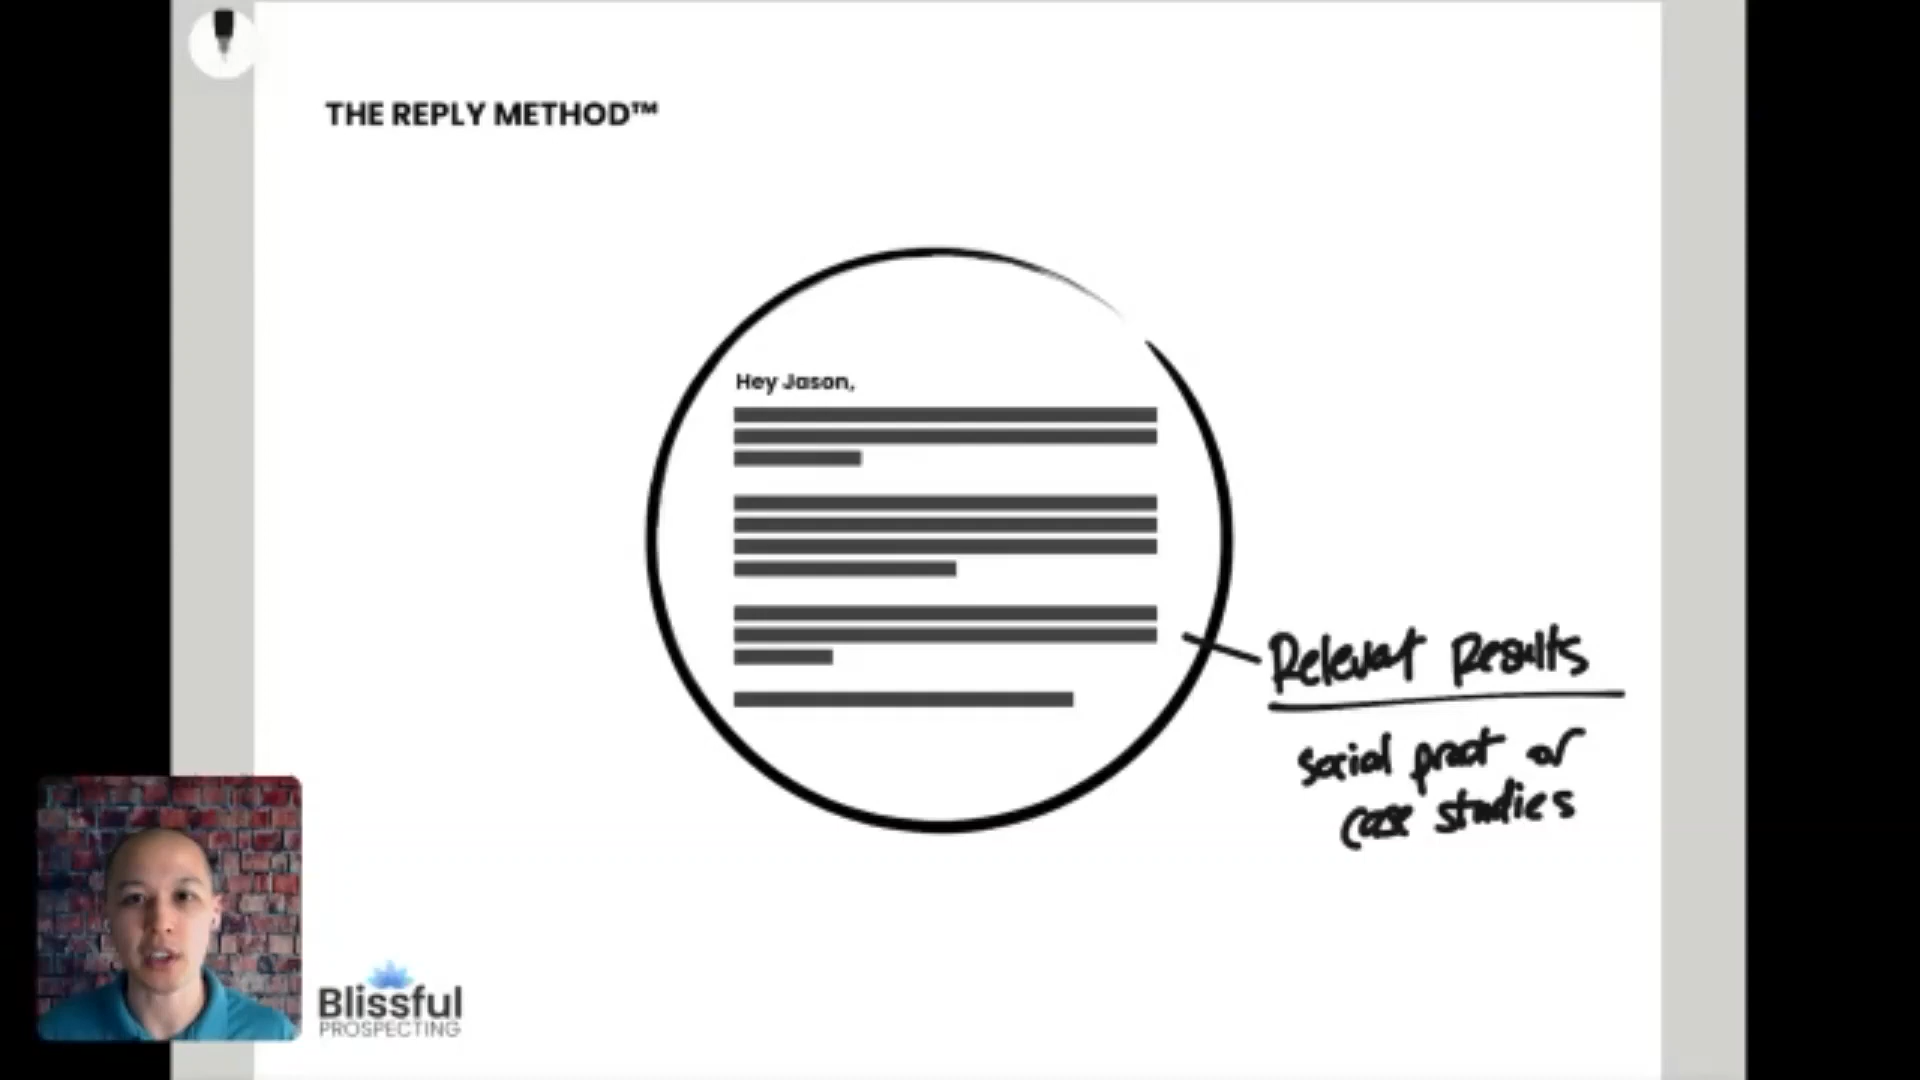 THE REPLY METHOD™
Hey Jason,
Relevant Results
social proof or
case studies
Blissful
PROSPECTING